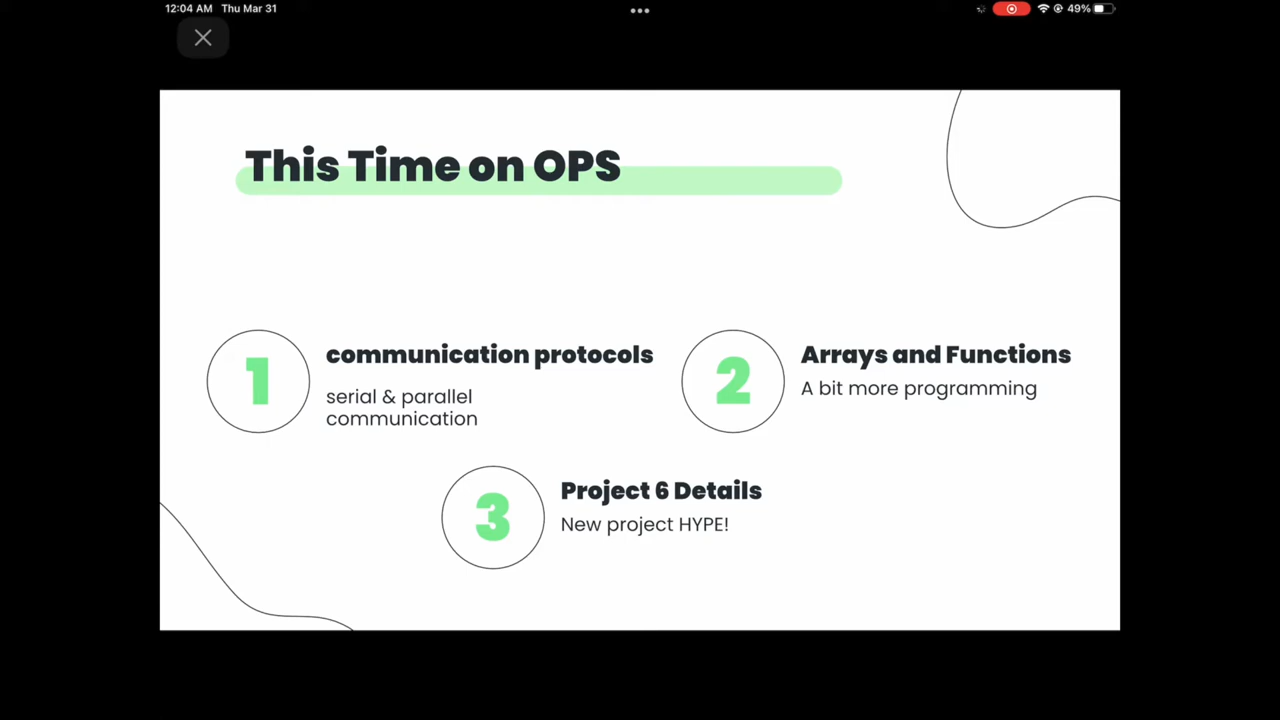 12:04 AM Thu Mar 31
49%
This Time on OPS
1
communication protocols
serial & parallel
communication
2
Arrays and Functions
A bit more programming
3
Project 6 Details
New project HYPE!